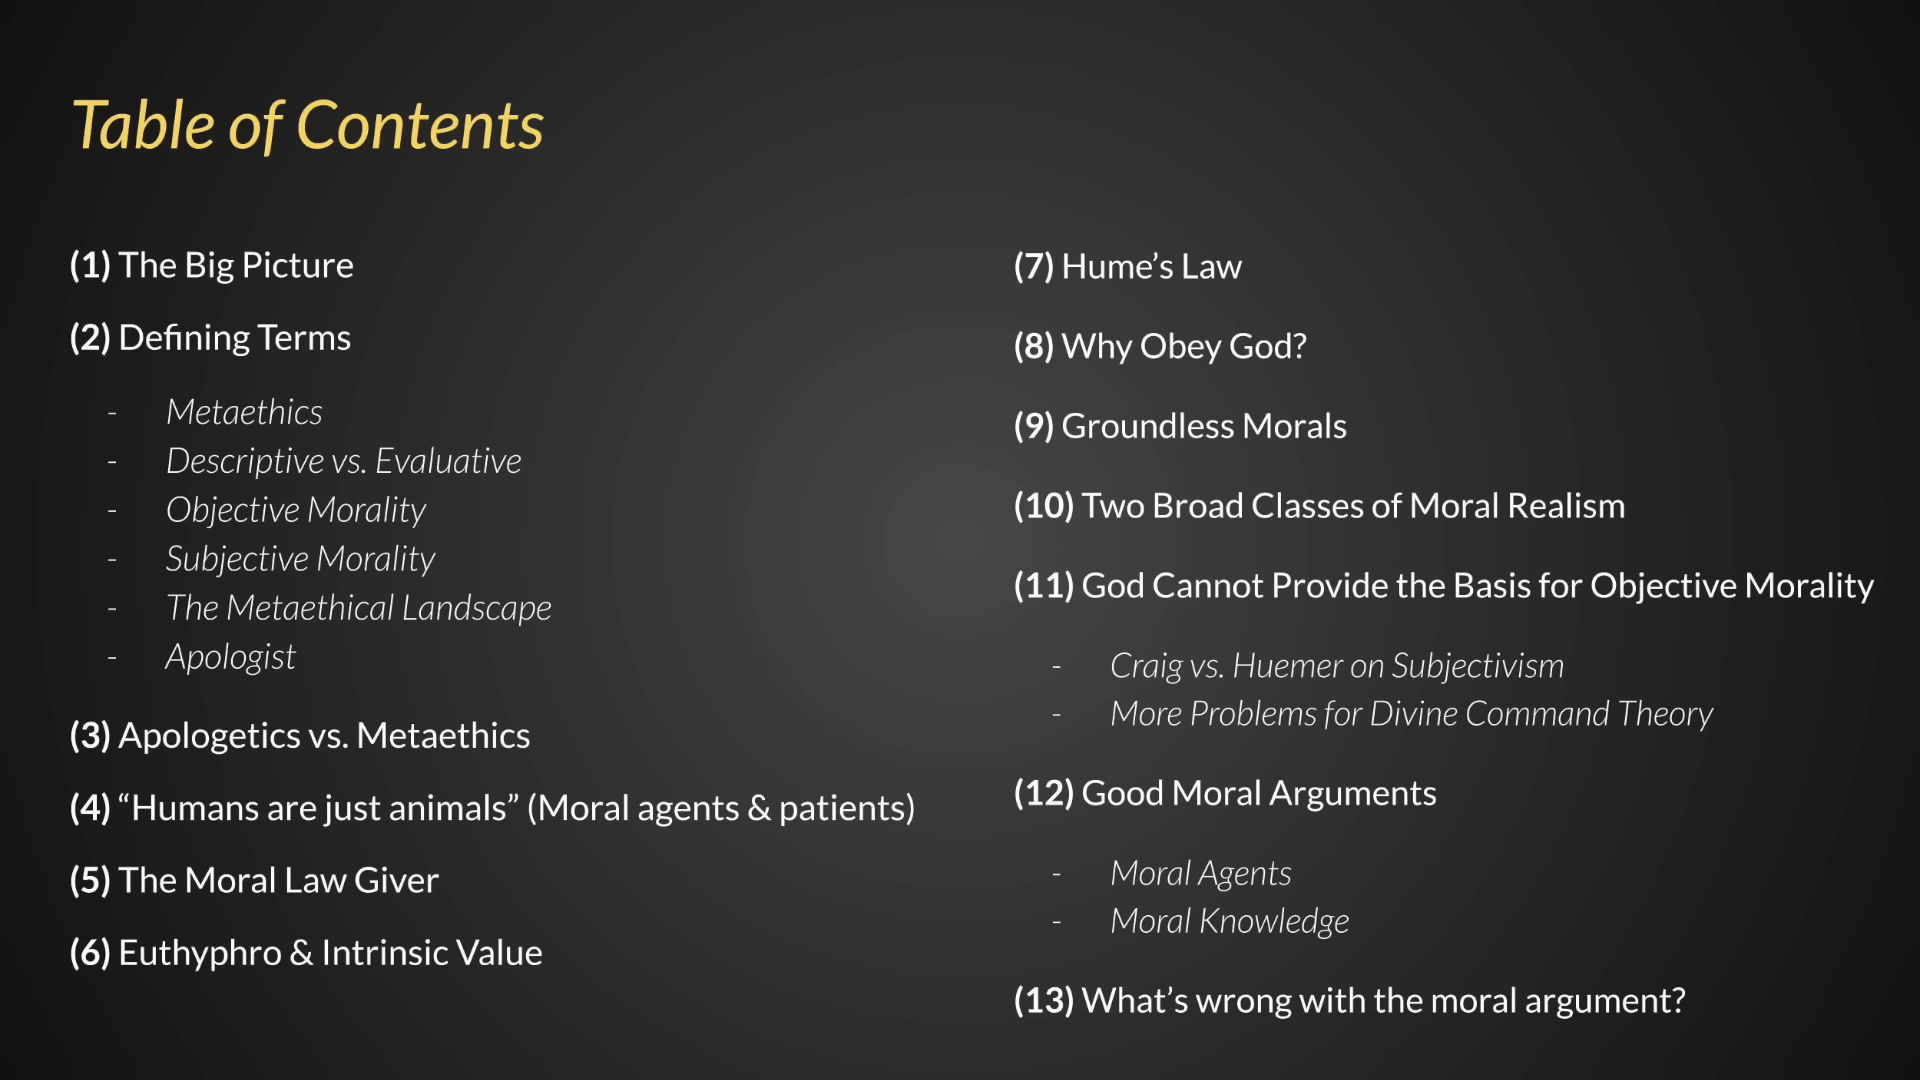 Table of Contents
(1) The Big Picture
(2) Defining Terms
- Metaethics
- Descriptive vs. Evaluative
- Objective Morality
- Subjective Morality
- The Metaethical Landscape
- Apologist
(3) Apologetics vs. Metaethics
(4) “Humans are just animals” (Moral agents & patients)
(5) The Moral Law Giver
(6) Euthyphro & Intrinsic Value
(7) Hume’s Law
(8) Why Obey God?
(9) Groundless Morals
(10) Two Broad Classes of Moral Realism
(11) God Cannot Provide the Basis for Objective Morality
- Craig vs. Huemer on Subjectivism
- More Problems for Divine Command Theory
(12) Good Moral Arguments
- Moral Agents
- Moral Knowledge
(13) What’s wrong with the moral argument?